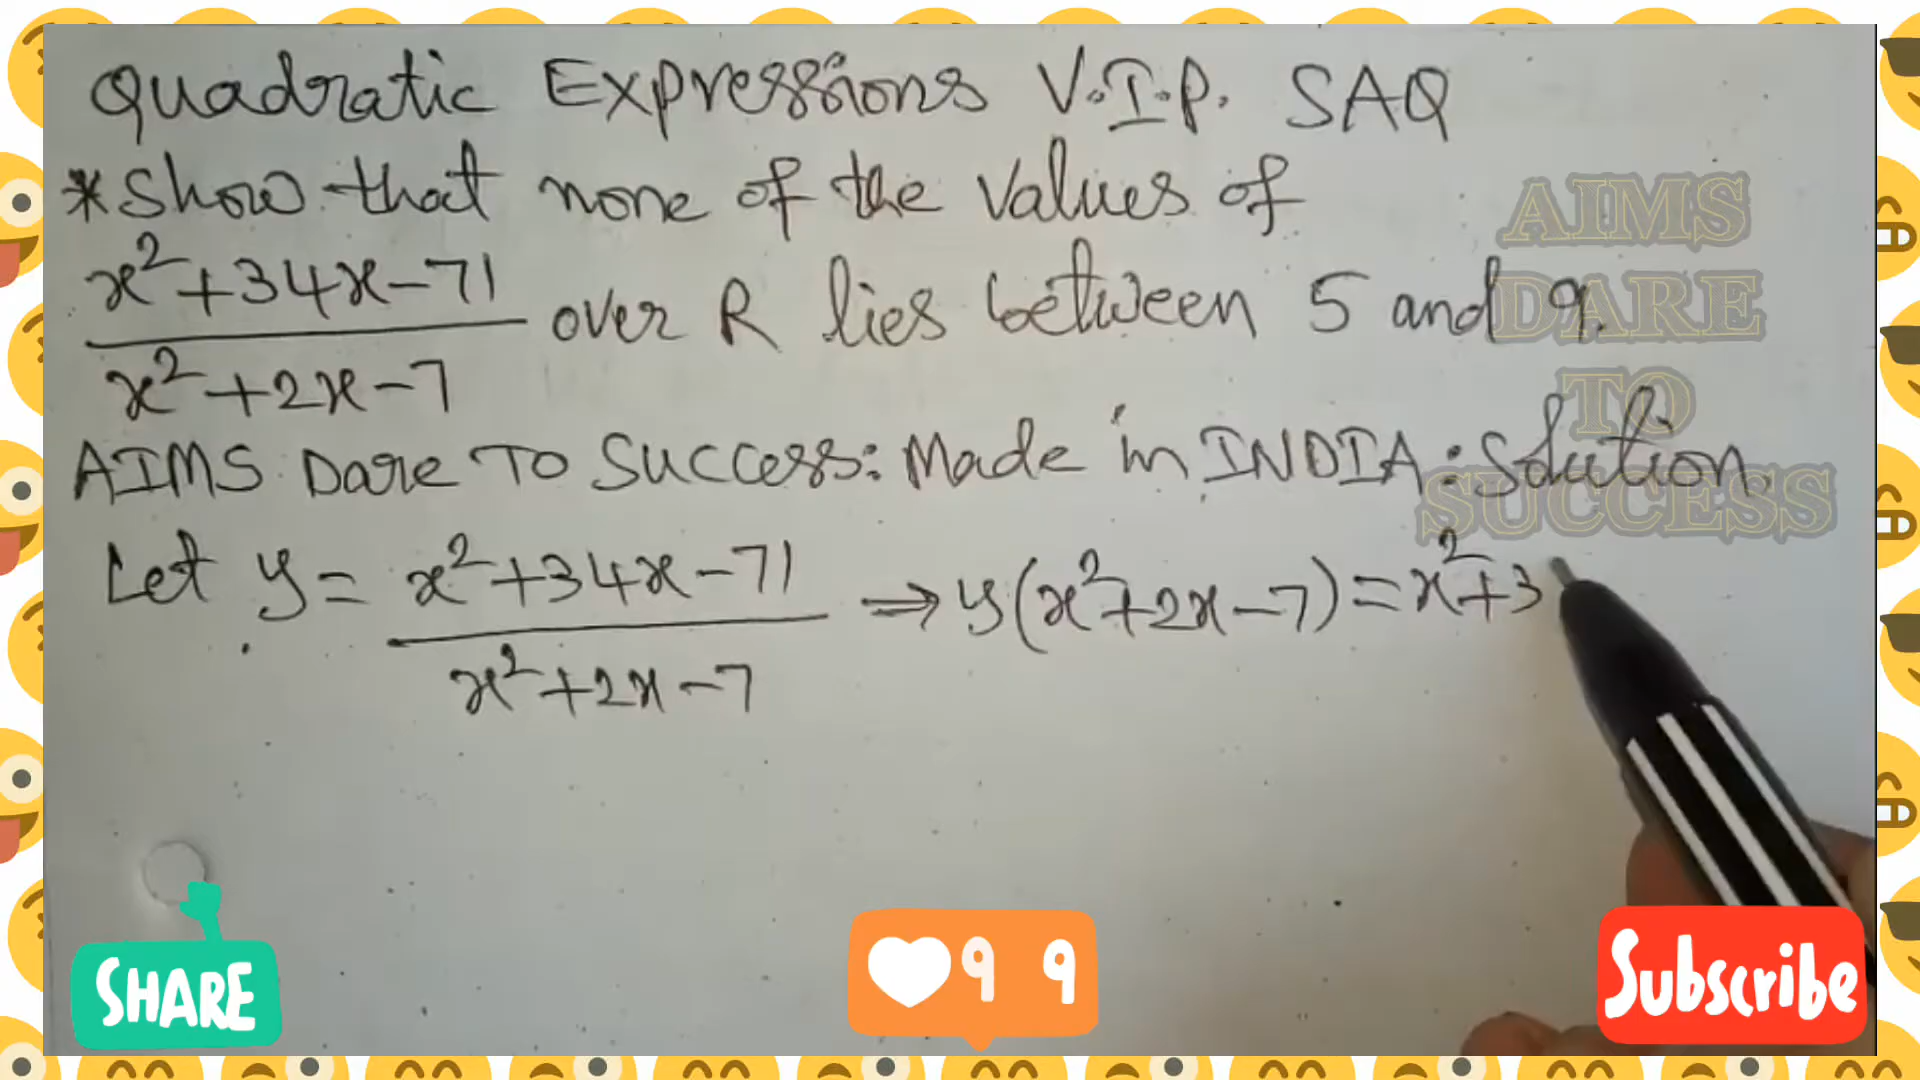 Quadratic Expressions V.I.P. SAQ
*Show that none of the values of
x²+34x-71
over R lies between 5 and 9.
x²+2x-7
AIMS Dare To Success: Made in INDIA: Solution
Let y = x²+34x-71 ⇒ y(x²+2x-7) = x²+3
x²+2x-7
AIMS
DARE
TO
SUCCESS
SHARE
9 9
Subscribe